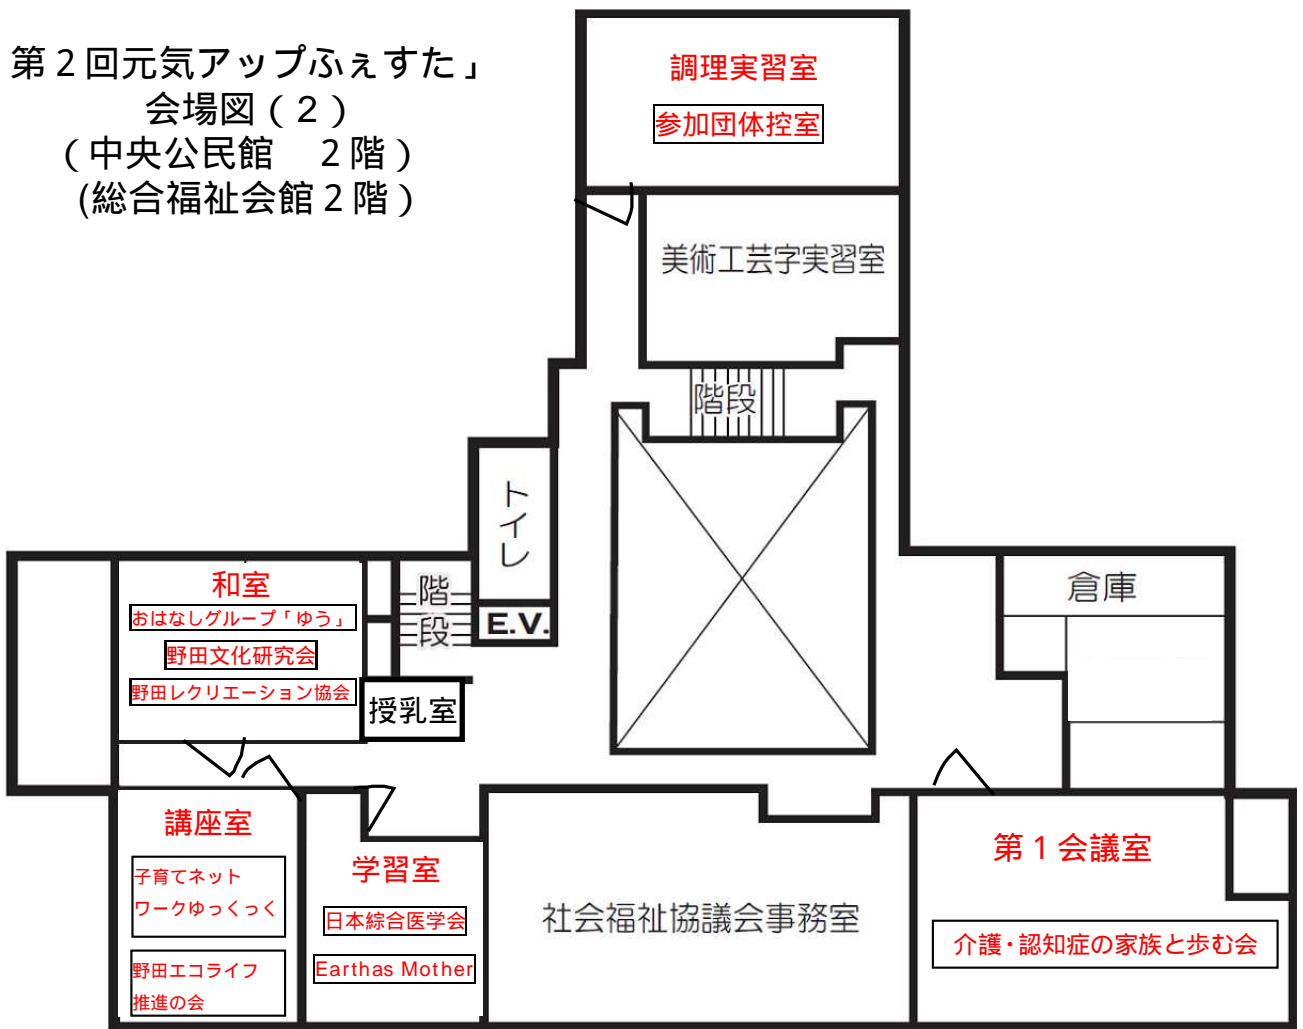 第2回元気アップふぇすた」
会場図(2)
(中央公民館　2階)
(総合福祉会館2階)
調理実習室
参加団体控室
美術工芸字実習室
階段
トイレ
E.V.
階段
和室
おはなしグループ「ゆう」
野田文化研究会
野田レクリエーション協会
授乳室
倉庫
講座室
子育てネット
ワークゆっくっく
野田エコライフ
推進の会
学習室
日本綜合医学会
Earthas Mother
社会福祉協議会事務室
第1会議室
介護・認知症の家族と歩む会